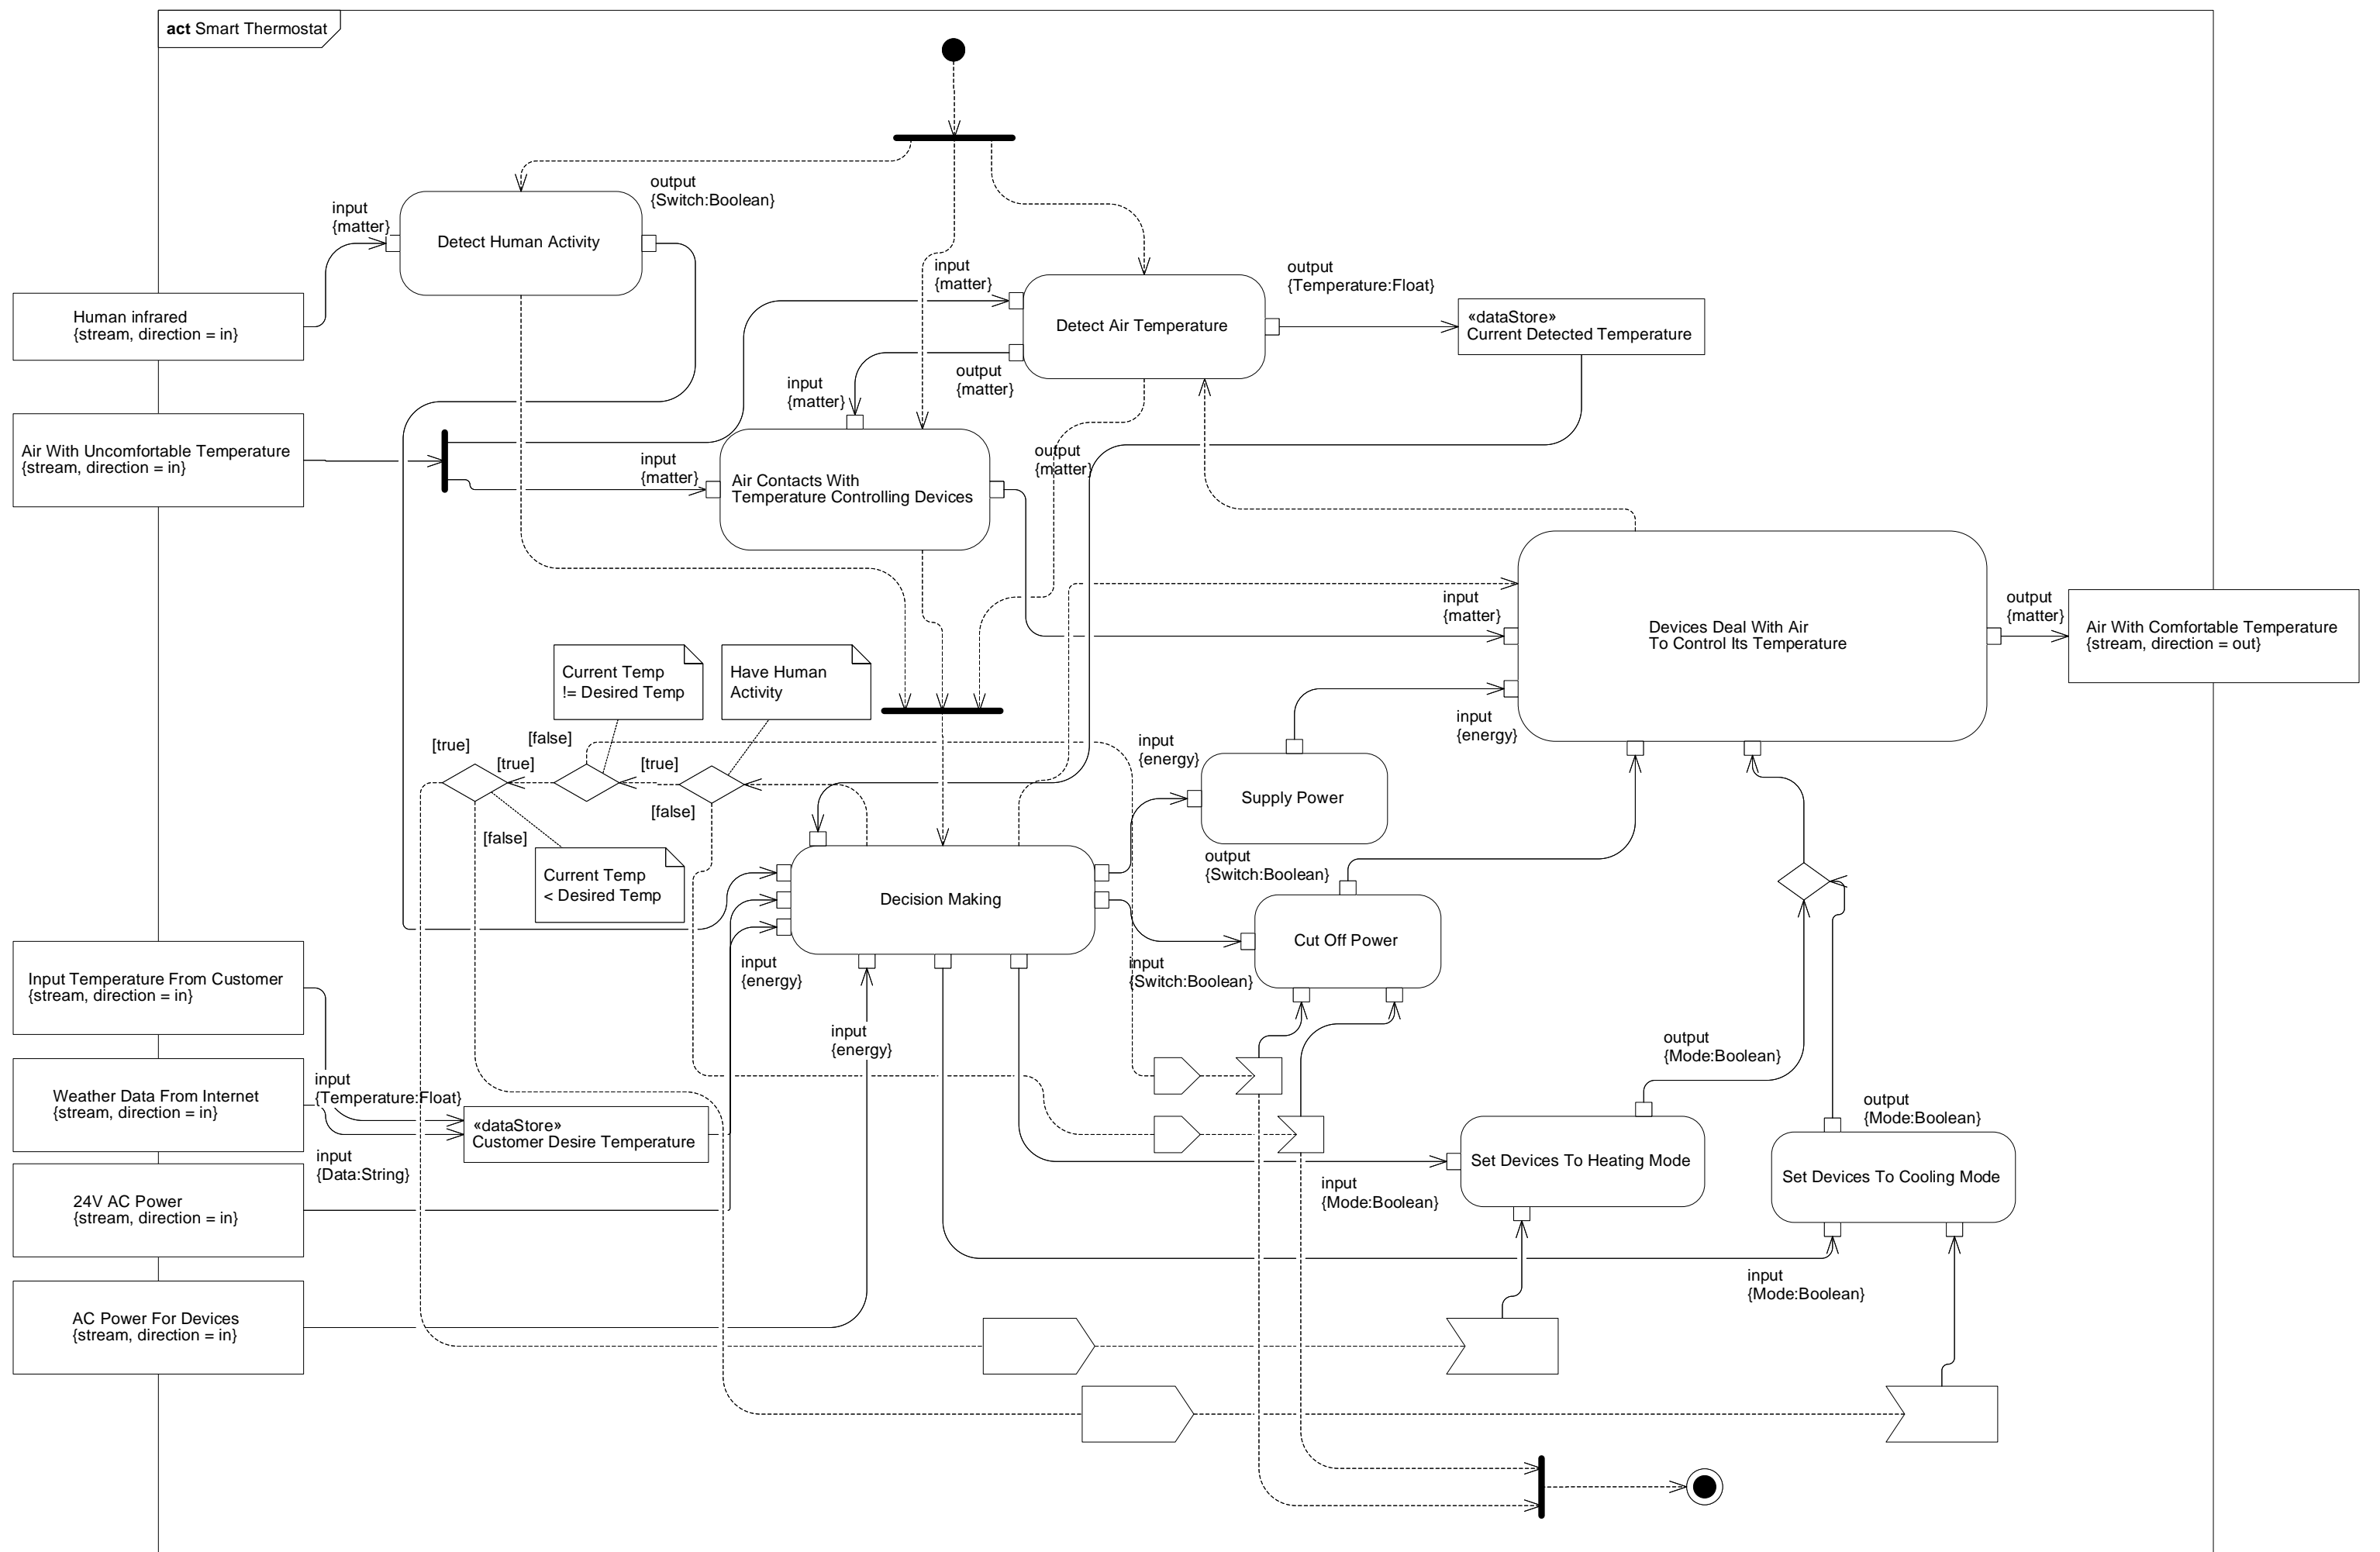 act Smart Thermostat
output
{Switch:Boolean}
input
{matter}
Detect Human Activity
input
{matter}
output
{Temperature:Float}
Human infrared
{stream, direction = in}
Detect Air Temperature
«dataStore»
Current Detected Temperature
output
{matter}
input
{matter}
Air With Uncomfortable Temperature
{stream, direction = in}
input
{matter}
Air Contacts With
Temperature Controlling Devices
output
{matter}
input
{matter}
Devices Deal With Air
To Control Its Temperature
output
{matter}
Air With Comfortable Temperature
{stream, direction = out}
Current Temp
!= Desired Temp
Have Human
Activity
input
{energy}
[true]
[false]
[true]
[true]
[false]
[false]
input
{energy}
Supply Power
Current Temp
< Desired Temp
Decision Making
output
{Switch:Boolean}
Cut Off Power
input
{energy}
input
{Switch:Boolean}
Input Temperature From Customer
{stream, direction = in}
input
{energy}
output
{Mode:Boolean}
Weather Data From Internet
{stream, direction = in}
input
{Temperature:Float}
«dataStore»
Customer Desire Temperature
input
{Data:String}
output
{Mode:Boolean}
Set Devices To Heating Mode
Set Devices To Cooling Mode
input
{Mode:Boolean}
24V AC Power
{stream, direction = in}
input
{Mode:Boolean}
AC Power For Devices
{stream, direction = in}